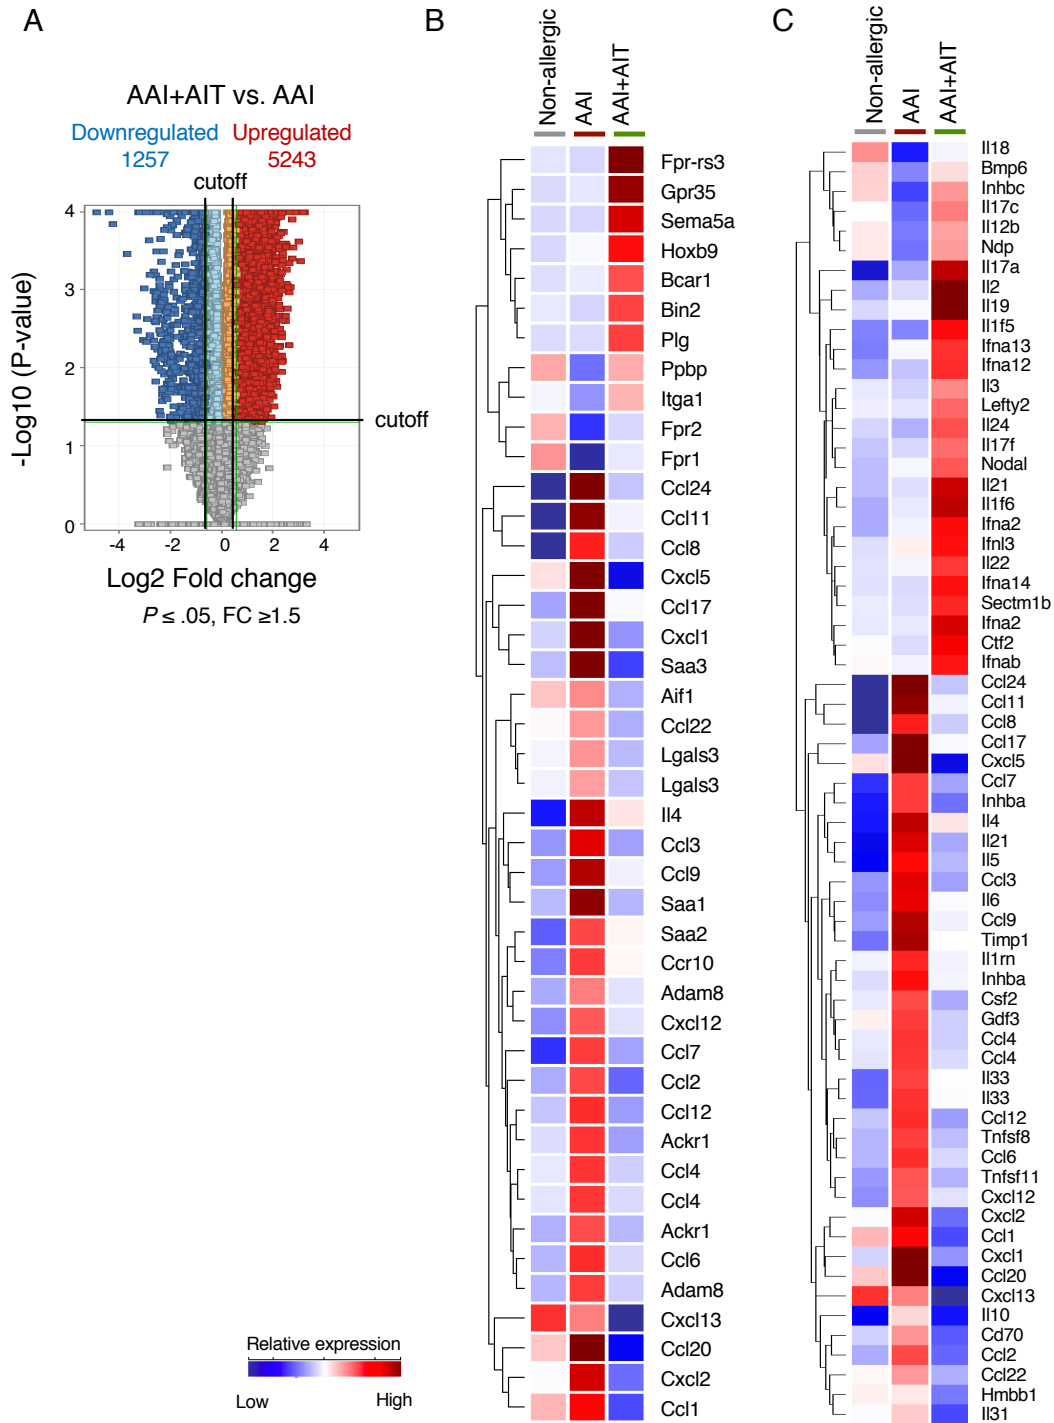 A
AAI+AIT vs. AAI
Downregulated Upregulated
1257 5243
cutoff
4
3
2
1
0
-4 -2 0 2 4
-Log10 (P-value)
cutoff
Log2 Fold change
P ≤ .05, FC ≥1.5
Relative expression
Low High
B
Non-allergic
AAI
AAI+AIT
Fpr-rs3
Gpr35
Sema5a
Hoxb9
Bcar1
Bin2
Plg
Ppbp
Itga1
Fpr2
Fpr1
Ccl24
Ccl11
Ccl8
Cxcl5
Ccl17
Cxcl1
Saa3
Aif1
Ccl22
Lgals3
Lgals3
Il4
Ccl3
Ccl9
Saa1
Saa2
Ccr10
Adam8
Cxcl12
Ccl7
Ccl2
Ccl12
Ackr1
Ccl4
Ccl4
Ackr1
Ccl6
Adam8
Cxcl13
Ccl20
Cxcl2
Ccl1
C
Non-allergic
AAI
AAI+AIT
Il18
Bmp6
Inhbc
Il17c
Il12b
Ndp
Il17a
Il2
Il19
Il1f5
Ifna13
Ifna12
Il3
Lefty2
Il24
Il17f
Nodal
Il21
Il1f6
Ifna2
Ifnl3
Il22
Ifna14
Sectm1b
Ifna2
Ctf2
Ifnab
Ccl24
Ccl11
Ccl8
Ccl17
Cxcl5
Ccl7
Inhba
Il4
Il21
Il5
Ccl3
Il6
Ccl9
Timp1
Il1rn
Inhba
Csf2
Gdf3
Ccl4
Ccl4
Il33
Il33
Ccl12
Tnfsf8
Ccl6
Tnfsf11
Cxcl12
Cxcl2
Ccl1
Cxcl1
Ccl20
Cxcl13
Il10
Cd70
Ccl2
Ccl22
Hmbb1
Il31